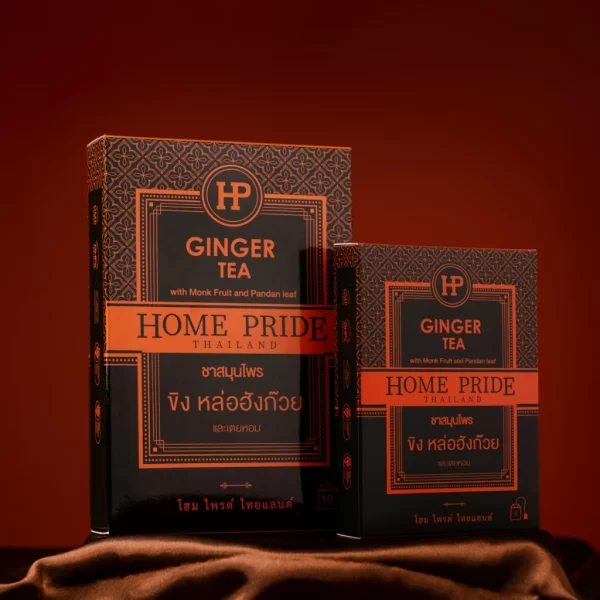 HP
GINGER
TEA
with Monk Fruit and Pandan leaf
HOME PRIDE
THAILAND
ชาสมุนไพร
ขิง หล่อฮังก๊วย
และเตยหอม
โฮม ไพรด์ ไทยแลนด์
HP
GINGER
TEA
with Monk Fruit and Pandan leaf
HOME PRIDE
THAILAND
ชาสมุนไพร
ขิง หล่อฮังก๊วย
และเตยหอม
โฮม ไพรด์ ไทยแลนด์